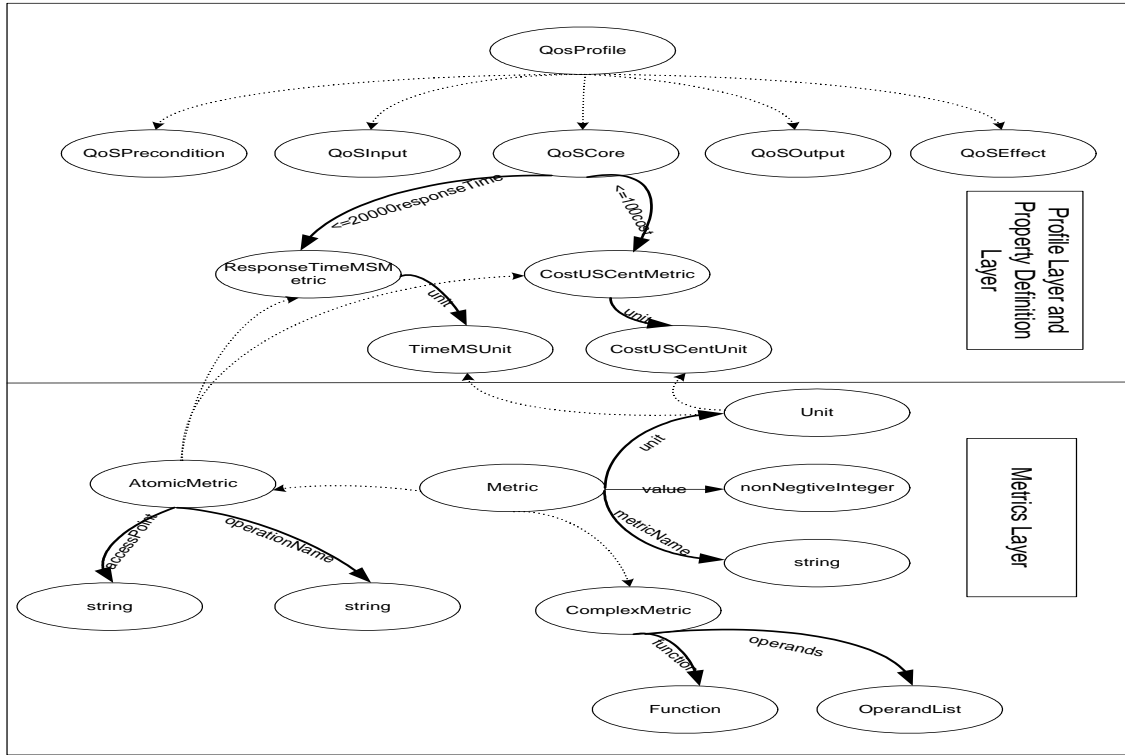 QosProfile
QoSPrecondition
QoSInput
QoSCore
QoSOutput
QoSEffect
<=20000responseTime
<=100cost
Profile Layer and
Property Definition
Layer
ResponseTimeMSM
etric
CostUSCentMetric
unit
unit
TimeMSUnit
CostUSCentUnit
Unit
unit
AtomicMetric
Metric
value
nonNegtiveInteger
Metrics Layer
metricName
accessPoint
operationName
string
string
string
ComplexMetric
function
operands
Function
OperandList